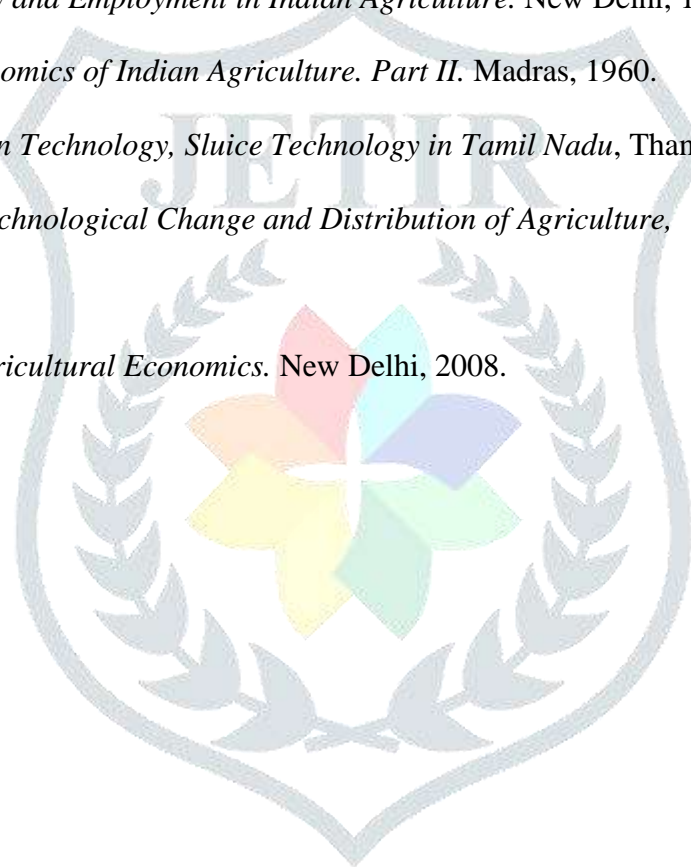 and Employment in Indian Agriculture. New Delhi,
omics of Indian Agriculture. Part II. Madras, 1960.
JETIR
n Technology, Sluice Technology in Tamil Nadu, Than
chnological Change and Distribution of Agriculture,
ricultural Economics. New Delhi, 2008.